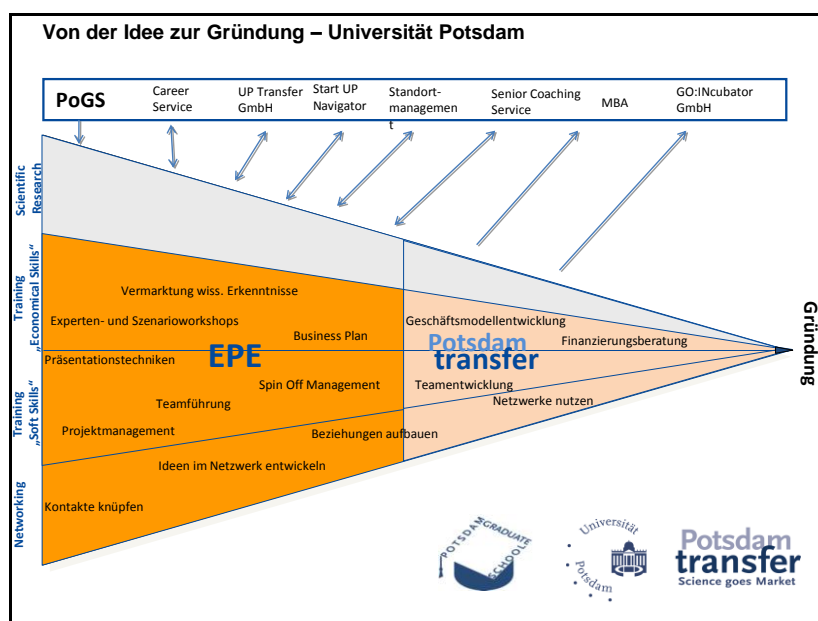 Von der Idee zur Gründung – Universität Potsdam
PoGS
Career
Service
UP Transfer
GmbH
Start UP
Navigator
Standort-
managemen
t
Senior Coaching
Service
MBA
GO:INcubator
GmbH
Scientific
Research
Training
„Economical Skills“
Training
„Soft Skills“
Networking
Vermarktung wiss. Erkenntnisse
Experten- und Szenarioworkshops
Business Plan
EPE
Präsentationstechniken
Spin Off Management
Teamführung
Projektmanagement
Beziehungen aufbauen
Ideen im Netzwerk entwickeln
Kontakte knüpfen
Geschäftsmodellentwicklung
Potsdam
transfer
Finanzierungsberatung
Teamentwicklung
Netzwerke nutzen
Gründung
POTSDAM GRADUATE SCHOOL
Universität
Potsdam
Potsdam
transfer
Science goes Market